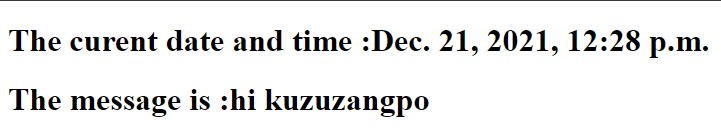 The curent date and time :Dec. 21, 2021, 12:28 p.m.
The message is :hi kuzuzangpo